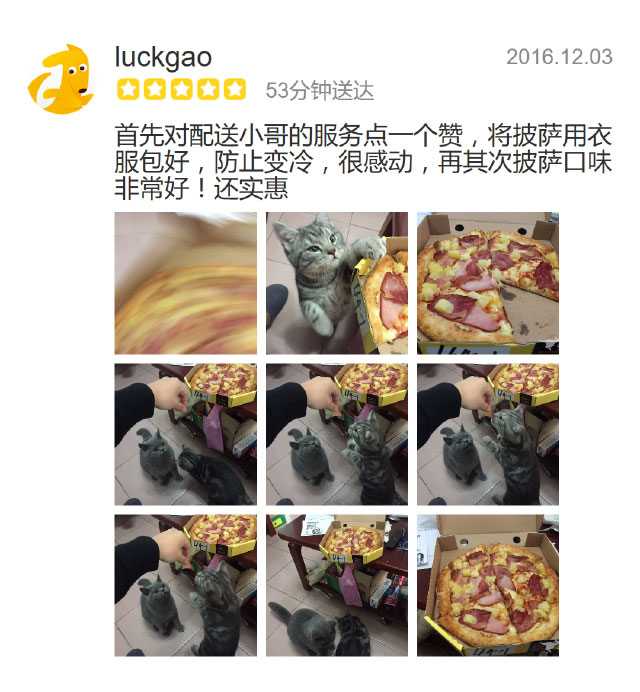 luckgao
2016.12.03
53分钟送达
首先对配送小哥的服务点一个赞，将披萨用衣
服包好，防止变冷，很感动，再其次披萨口味
非常好！还实惠